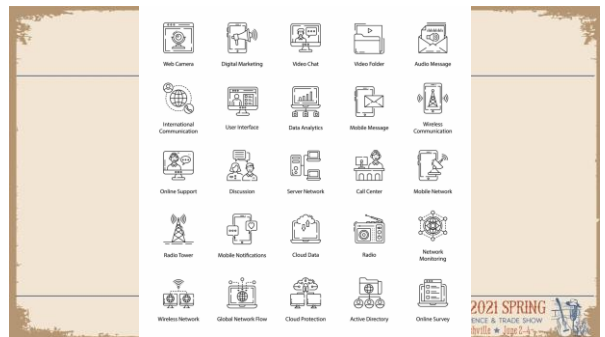 Web Camera
Digital Marketing
Video Chat
Video Folder
Audio Message
International
Communication
User Interface
Data Analytics
Mobile Message
Wireless
Communication
Online Support
Discussion
Server Network
Call Center
Mobile Network
Radio Tower
Mobile Notifications
Cloud Data
Radio
Network
Monitoring
Wireless Network
Global Network Flow
Cloud Protection
Active Directory
Online Survey
2021 SPRING
ENCE & TRADE SHOW
hville ★ June 2-4